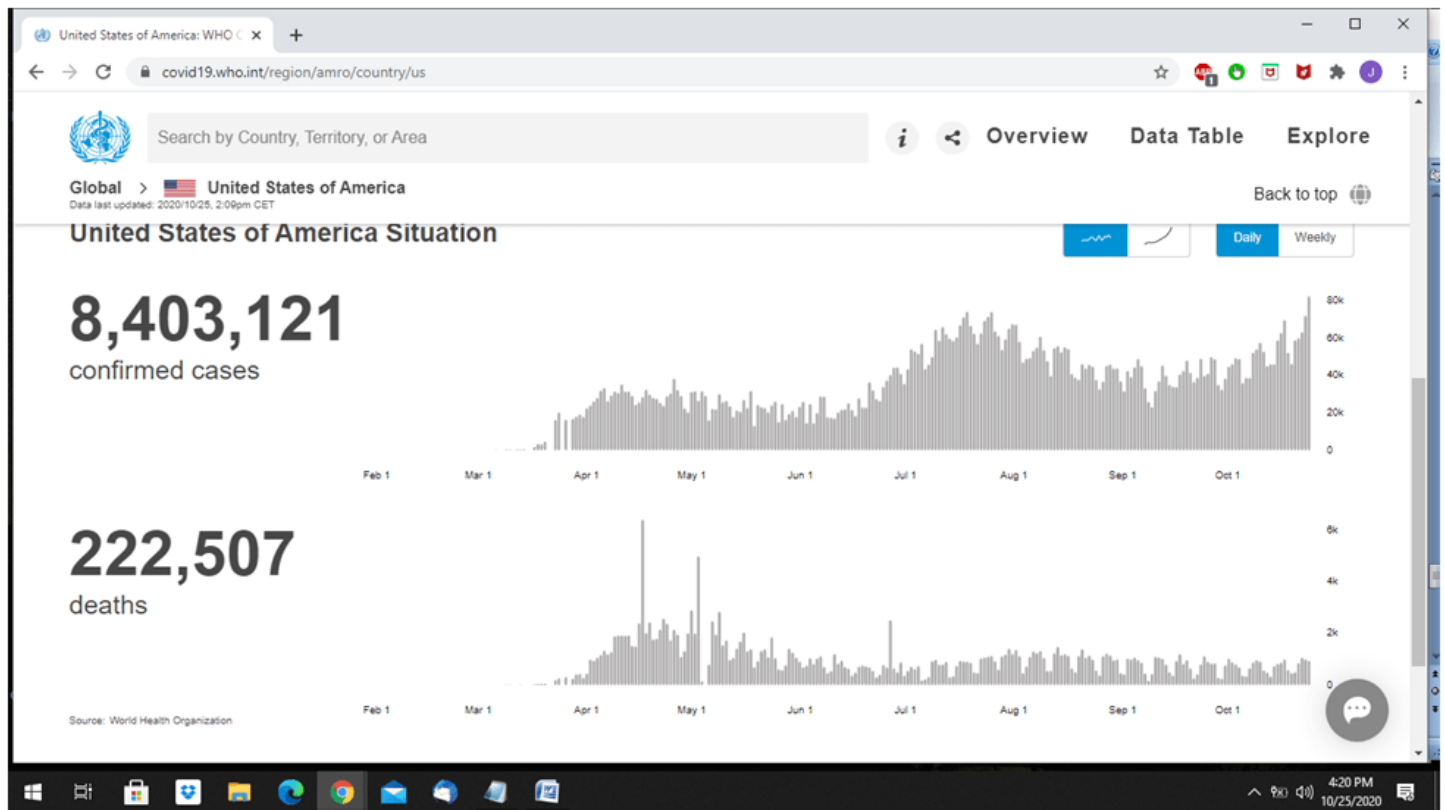 United States of America: WHO C
covid19.who.int/region/amro/country/us
ABP
1
J
Search by Country, Territory, or Area
i
Overview Data Table Explore
Global > United States of America
Data last updated: 2020/10/25, 2:09pm CET
Back to top
United States of America Situation
Daily Weekly
8,403,121
confirmed cases
80k
60k
40k
20k
0
Feb 1 Mar 1 Apr 1 May 1 Jun 1 Jul 1 Aug 1 Sep 1 Oct 1
222,507
deaths
6k
4k
2k
0
Feb 1 Mar 1 Apr 1 May 1 Jun 1 Jul 1 Aug 1 Sep 1 Oct 1
Source: World Health Organization
4:20 PM
10/25/2020